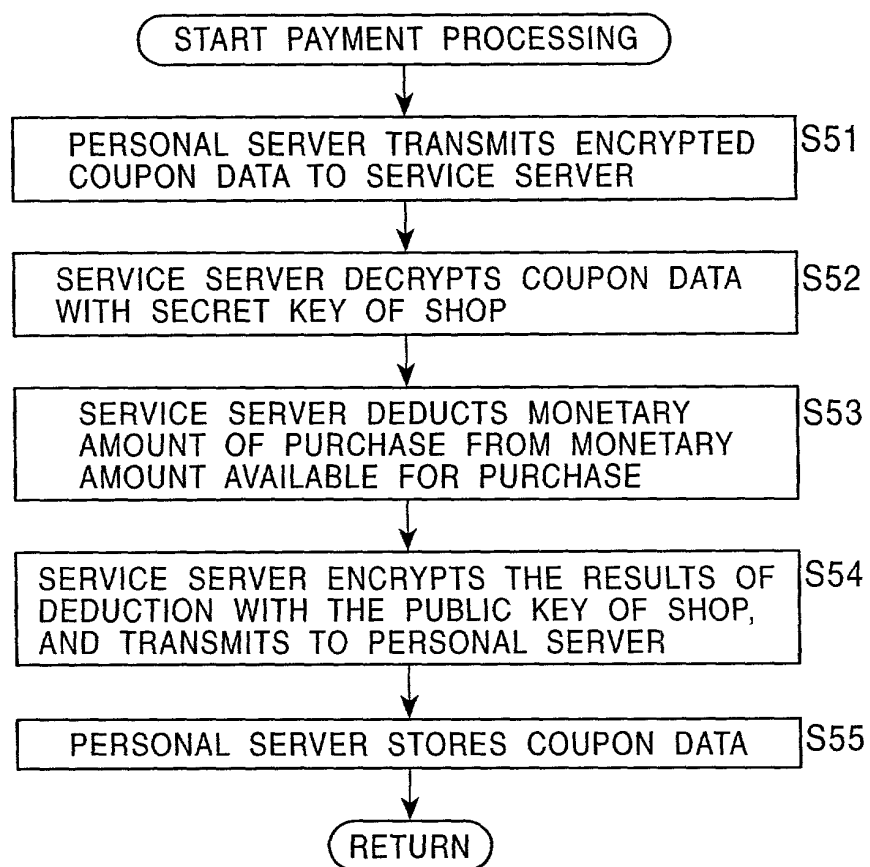 START PAYMENT PROCESSING
PERSONAL SERVER TRANSMITS ENCRYPTED
COUPON DATA TO SERVICE SERVER
S51
SERVICE SERVER DECRYPTS COUPON DATA
WITH SECRET KEY OF SHOP
S52
SERVICE SERVER DEDUCTS MONETARY
AMOUNT OF PURCHASE FROM MONETARY
AMOUNT AVAILABLE FOR PURCHASE
S53
SERVICE SERVER ENCRYPTS THE RESULTS OF
DEDUCTION WITH THE PUBLIC KEY OF SHOP,
AND TRANSMITS TO PERSONAL SERVER
S54
PERSONAL SERVER STORES COUPON DATA
S55
RETURN